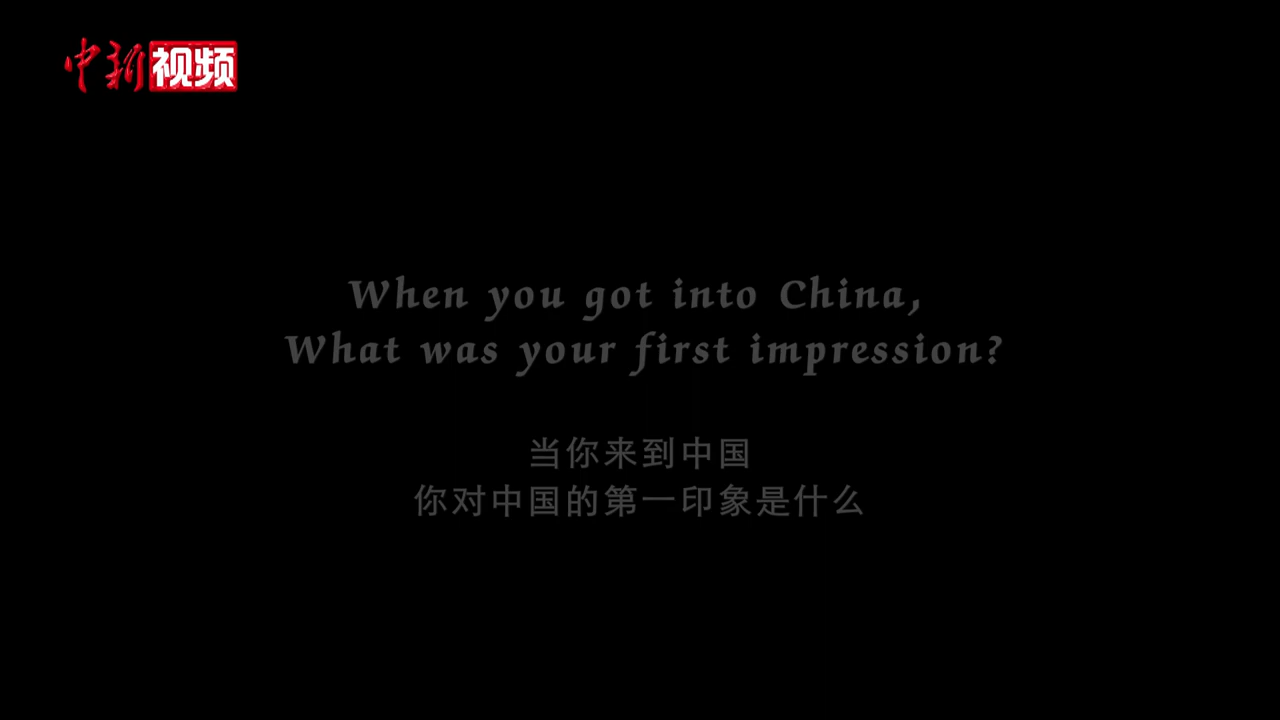 中新视频
When you got into China,
What was your first impression?
当你来到中国
你对中国的第一印象是什么